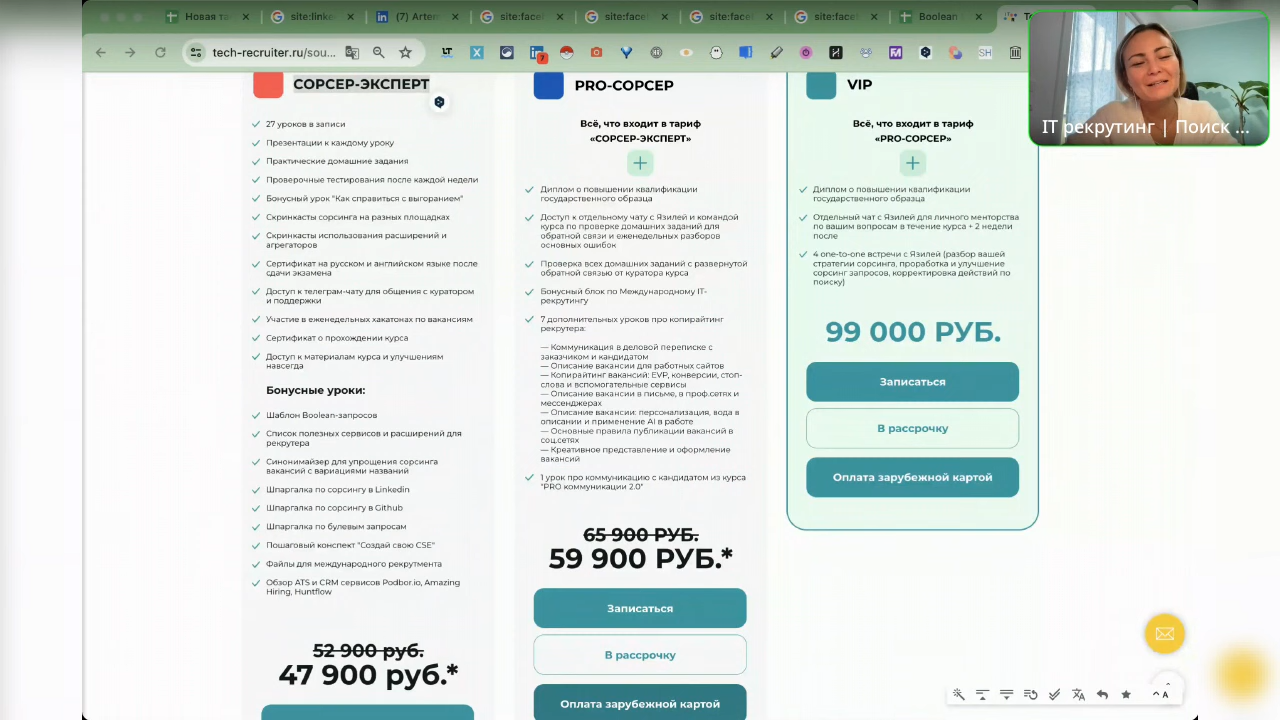 Новая та
site:linke
(7) Artem
site:facet
site:facet
site:facet
site:facet
Boolean
tech-recruiter.ru/sou...
IT рекрутинг | Поиск ...
СОРСЕР-ЭКСПЕРТ
27 уроков в записи
Презентации к каждому уроку
Практические домашние задания
Проверочные тестирования после каждой недели
Бонусный урок "Как справиться с выгоранием"
Скринкасты сорсинга на разных площадках
Скринкасты использования расширений и
агрегаторов
Сертификат на русском и английском языке после
сдачи экзамена
Доступ к телеграм-чату для общения с куратором
и поддержки
Участие в еженедельных хакатонах по вакансиям
Сертификат о прохождении курса
Доступ к материалам курса и улучшениям
навсегда
Бонусные уроки:
Шаблон Boolean-запросов
Список полезных сервисов и расширений для
рекрутера
Синонимайзер для упрощения сорсинга
вакансий с вариациями названий
Шпаргалка по сорсингу в Linkedin
Шпаргалка по сорсингу в Github
Шпаргалка по булевым запросам
Пошаговый конспект "Создай свою CSE"
Файлы для международного рекрутмента
Обзор ATS и CRM сервисов Podbor.io, Amazing
Hiring, Huntflow
52 900 руб.
47 900 руб.*
PRO-СОРСЕР
Всё, что входит в тариф
«СОРСЕР-ЭКСПЕРТ»
Диплом о повышении квалификации
государственного образца
Доступ к отдельному чату с Язилей и командой
курса по проверке домашних заданий для
обратной связи и еженедельных разборов
основных ошибок
Проверка всех домашних заданий с развернутой
обратной связью от куратора курса
Бонусный блок по Международному IT-
рекрутингу
7 дополнительных уроков про копирайтинг
рекрутера:
— Коммуникация в деловой переписке с
заказчиком и кандидатом
— Описание вакансии для работных сайтов
— Копирайтинг вакансий: EVP, конверсии, стоп-
слова и вспомогательные сервисы
— Описание вакансии в письме, в проф.сетях и
мессенджерах
— Описание вакансии: персонализация, вода в
описании и применение AI в работе
— Основные правила публикации вакансий в
соц.сетях
— Креативное представление и оформление
вакансий
1 урок про коммуникацию с кандидатом из курса
"PRO коммуникации 2.0"
65 900 РУБ.
59 900 РУБ.*
Записаться
В рассрочку
Оплата зарубежной картой
VIP
Всё, что входит в тариф
«PRO-СОРСЕР»
Диплом о повышении квалификации
государственного образца
Отдельный чат с Язилей для личного менторства
по вашим вопросам в течение курса + 2 недели
после
4 one-to-one встречи с Язилей (разбор вашей
стратегии сорсинга, проработка и улучшение
сорсинг запросов, корректировка действий по
поиску)
99 000 РУБ.
Записаться
В рассрочку
Оплата зарубежной картой